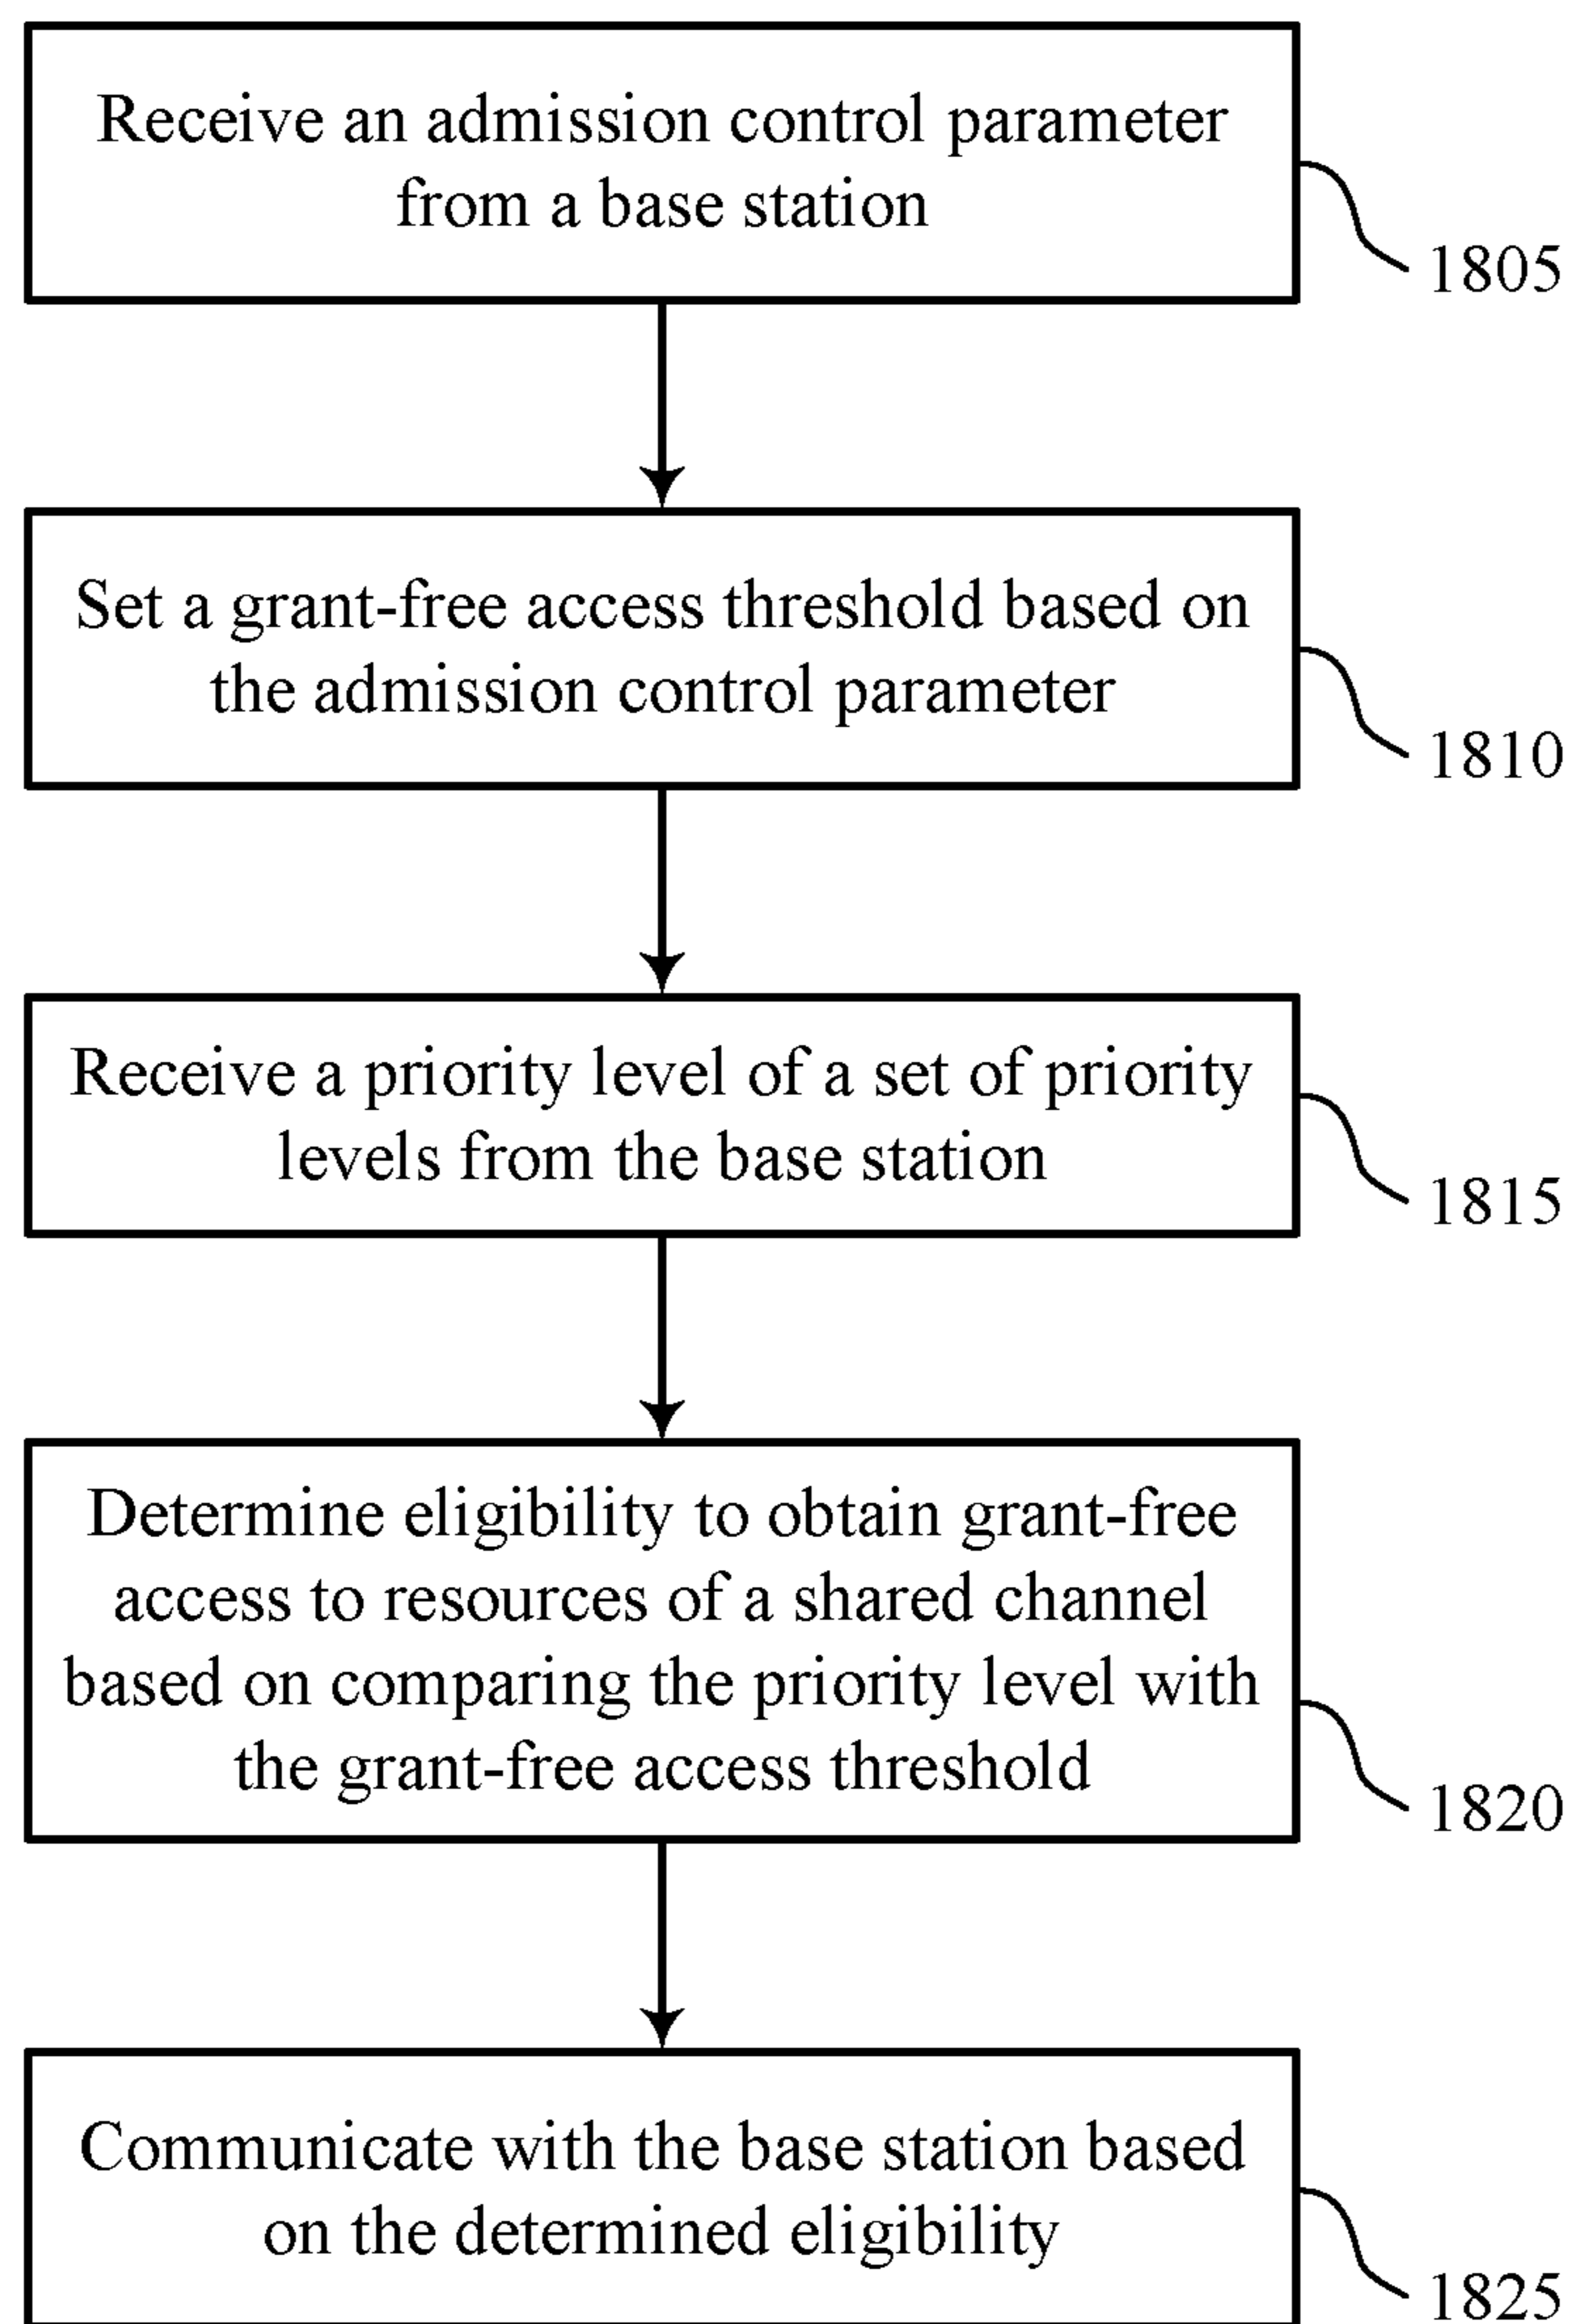 Receive an admission control parameter
from a base station
1805
Set a grant-free access threshold based on
the admission control parameter
1810
Receive a priority level of a set of priority
levels from the base station
1815
Determine eligibility to obtain grant-free
access to resources of a shared channel
based on comparing the priority level with
the grant-free access threshold
1820
Communicate with the base station based
on the determined eligibility
1825